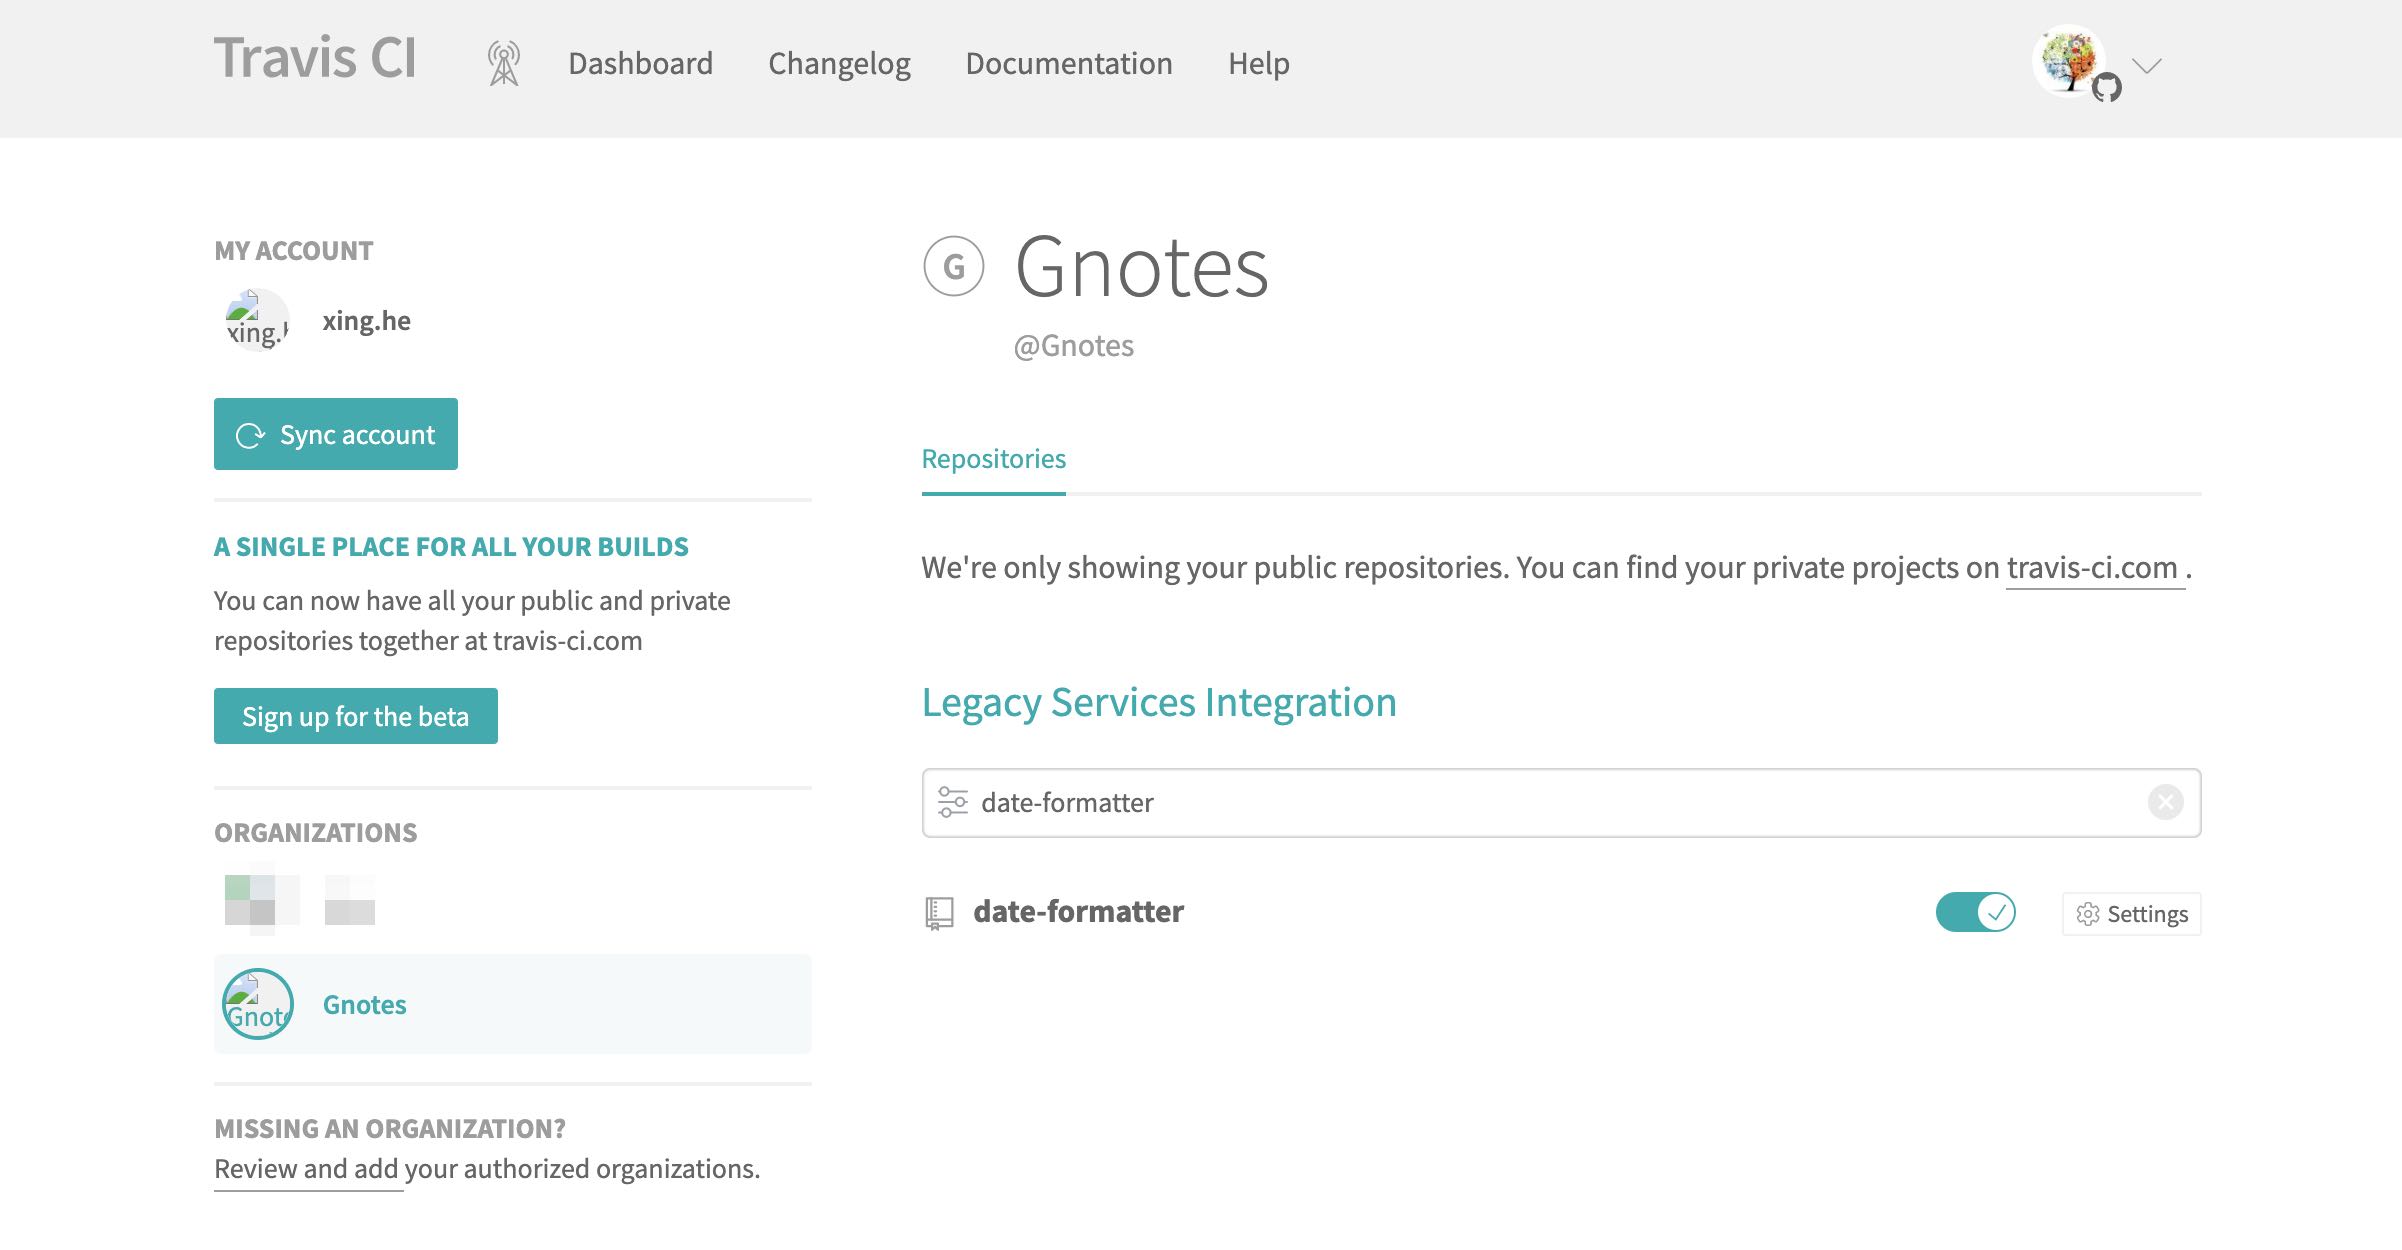 Travis CI
Dashboard
Changelog
Documentation
Help
MY ACCOUNT
xing.he
Sync account
A SINGLE PLACE FOR ALL YOUR BUILDS
You can now have all your public and private
repositories together at travis-ci.com
Sign up for the beta
ORGANIZATIONS
Gnotes
MISSING AN ORGANIZATION?
Review and add your authorized organizations.
G
Gnotes
@Gnotes
Repositories
We're only showing your public repositories. You can find your private projects on travis-ci.com .
Legacy Services Integration
date-formatter
date-formatter
Settings